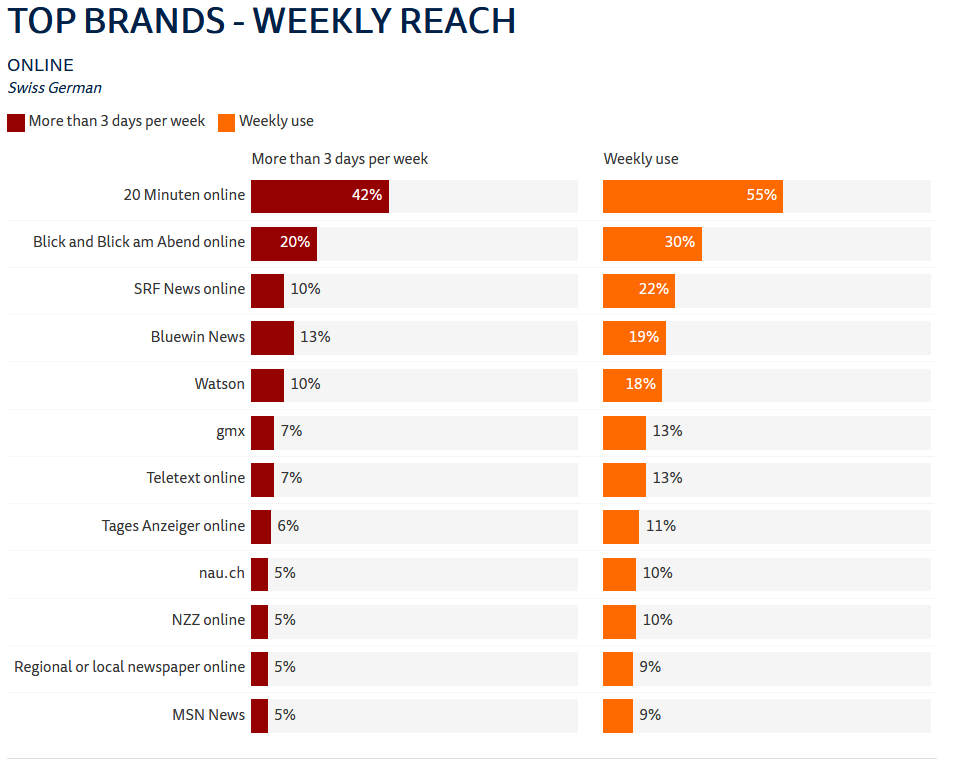 TOP BRANDS - WEEKLY REACH
ONLINE
Swiss German
More than 3 days per week Weekly use
More than 3 days per week Weekly use
20 Minuten online 42% 55%
Blick and Blick am Abend online 20% 30%
SRF News online 10% 22%
Bluewin News 13% 19%
Watson 10% 18%
gmx 7% 13%
Teletext online 7% 13%
Tages Anzeiger online 6% 11%
nau.ch 5% 10%
NZZ online 5% 10%
Regional or local newspaper online 5% 9%
MSN News 5% 9%